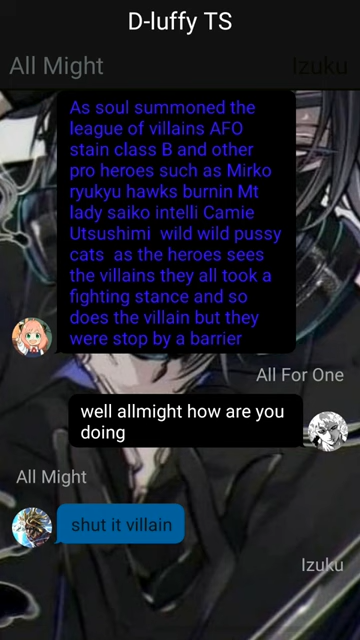 D-luffy TS
All Might
Izuku
As soul summoned the
league of villains AFO
stain class B and other
pro heroes such as Mirko
ryukyu hawks burnin Mt
lady saiko intelli Camie
Utsushimi  wild wild pussy
cats  as the heroes sees
the villains they all took a
fighting stance and so
does the villain but they
were stop by a barrier
All For One
well allmight how are you
doing
All Might
shut it villain
Izuku